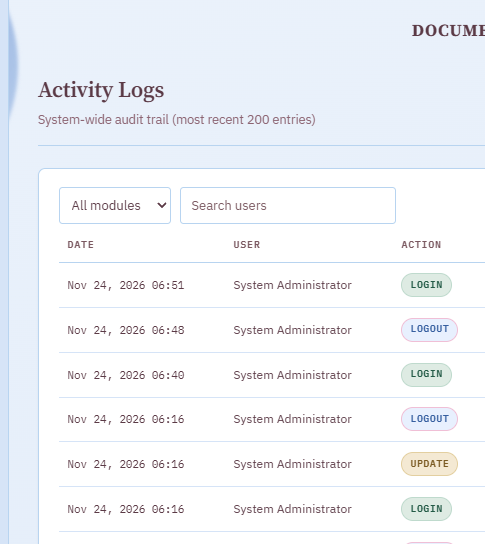 DOCUME
Activity Logs
System-wide audit trail (most recent 200 entries)
All modules Search users
DATE USER ACTION
Nov 24, 2026 06:51 System Administrator LOGIN
Nov 24, 2026 06:48 System Administrator LOGOUT
Nov 24, 2026 06:40 System Administrator LOGIN
Nov 24, 2026 06:16 System Administrator LOGOUT
Nov 24, 2026 06:16 System Administrator UPDATE
Nov 24, 2026 06:16 System Administrator LOGIN